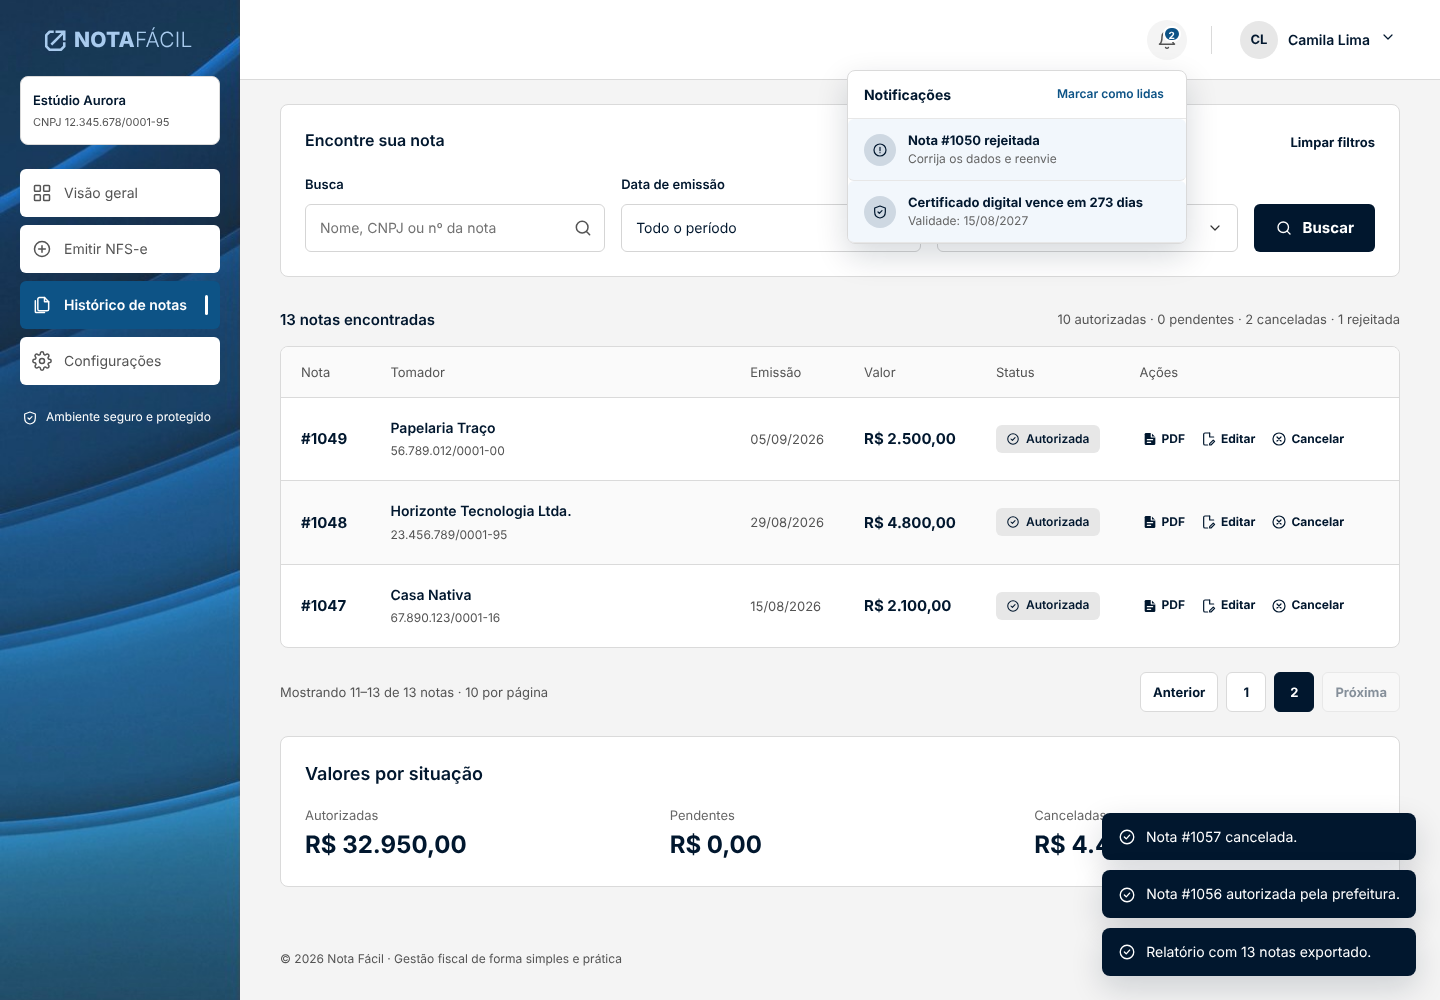 NOTAFÁCIL
Estúdio Aurora
CNPJ 12.345.678/0001-95
Visão geral
Emitir NFS-e
Histórico de notas
Configurações
Ambiente seguro e protegido
2
CL
Camila Lima
Notificações
Marcar como lidas
Nota #1050 rejeitada
Corrija os dados e reenvie
Certificado digital vence em 273 dias
Validade: 15/08/2027
Encontre sua nota
Limpar filtros
Busca
Data de emissão
Nome, CNPJ ou nº da nota
Todo o período
Buscar
13 notas encontradas
10 autorizadas · 0 pendentes · 2 canceladas · 1 rejeitada
Nota Tomador Emissão Valor Status Ações
#1049 Papelaria Traço 05/09/2026 R$ 2.500,00 Autorizada PDF Editar Cancelar
56.789.012/0001-00
#1048 Horizonte Tecnologia Ltda. 29/08/2026 R$ 4.800,00 Autorizada PDF Editar Cancelar
23.456.789/0001-95
#1047 Casa Nativa 15/08/2026 R$ 2.100,00 Autorizada PDF Editar Cancelar
67.890.123/0001-16
Mostrando 11–13 de 13 notas · 10 por página
Anterior 1 2 Próxima
Valores por situação
Autorizadas Pendentes Canceladas
R$ 32.950,00 R$ 0,00 R$ 4.4
Nota #1057 cancelada.
Nota #1056 autorizada pela prefeitura.
Relatório com 13 notas exportado.
© 2026 Nota Fácil · Gestão fiscal de forma simples e prática